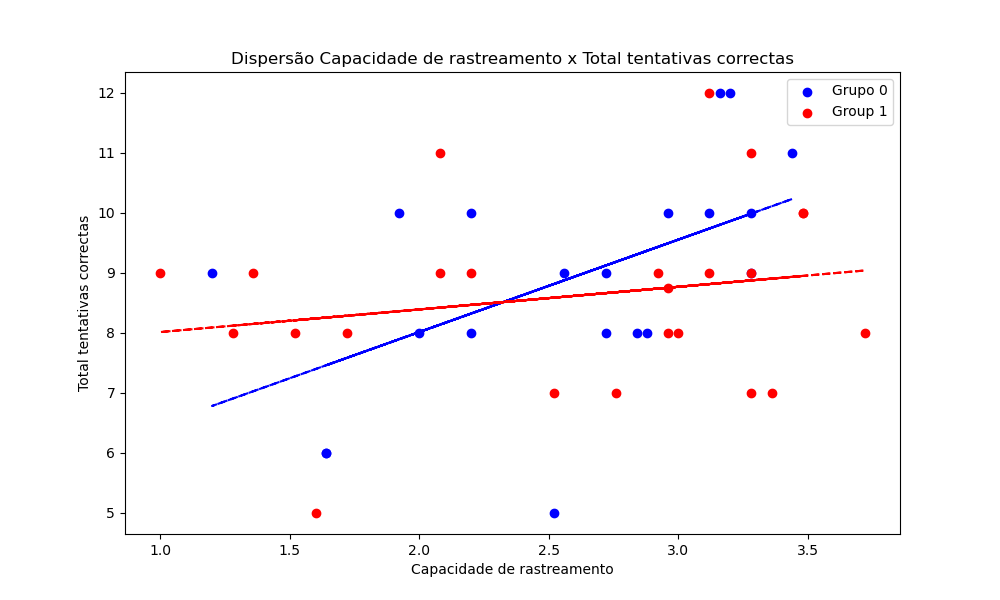 Dispersão Capacidade de rastreamento x Total tentativas correctas
Grupo 0
Group 1
Total tentativas correctas
12
11
10
9
8
7
6
5
1.0 1.5 2.0 2.5 3.0 3.5
Capacidade de rastreamento